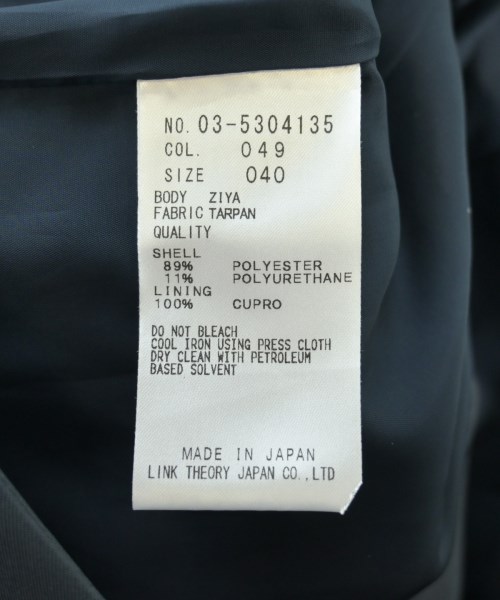 NO. 03-5304135
COL. 049
SIZE 040
BODY ZIYA
FABRIC TARPAN
QUALITY
SHELL
89% POLYESTER
11% POLYURETHANE
LINING
100% CUPRO
DO NOT BLEACH
COOL IRON USING PRESS CLOTH
DRY CLEAN WITH PETROLEUM
BASED SOLVENT
MADE IN JAPAN
LINK THEORY JAPAN CO.,LTD